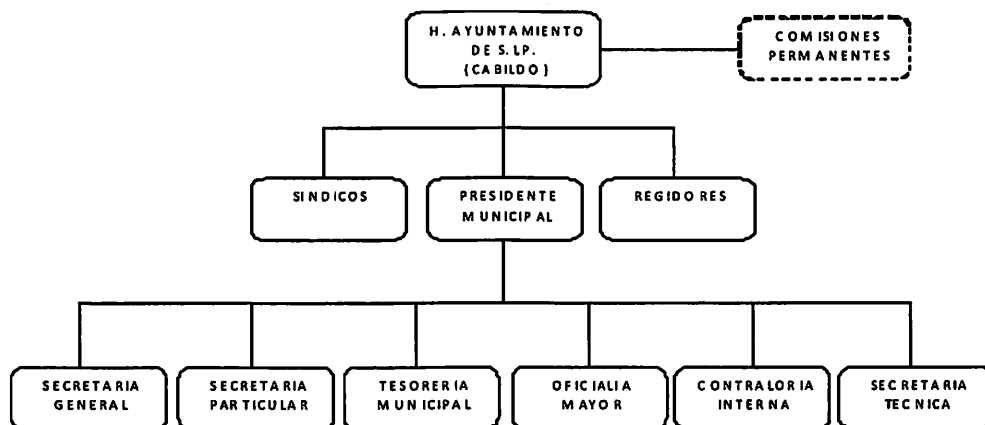 H. AYUNTAMIENTO
DE S.LP.
(CABILDO)
COMISIONES
PERMANENTES
SINDICOS
PRESIDENTE
MUNICIPAL
REGIDORES
SECRETARIA
GENERAL
SECRETARIA
PARTICULAR
TESORERIA
MUNICIPAL
OFICIALIA
MAYOR
CONTRALORIA
INTERNA
SECRETARIA
TECNICA